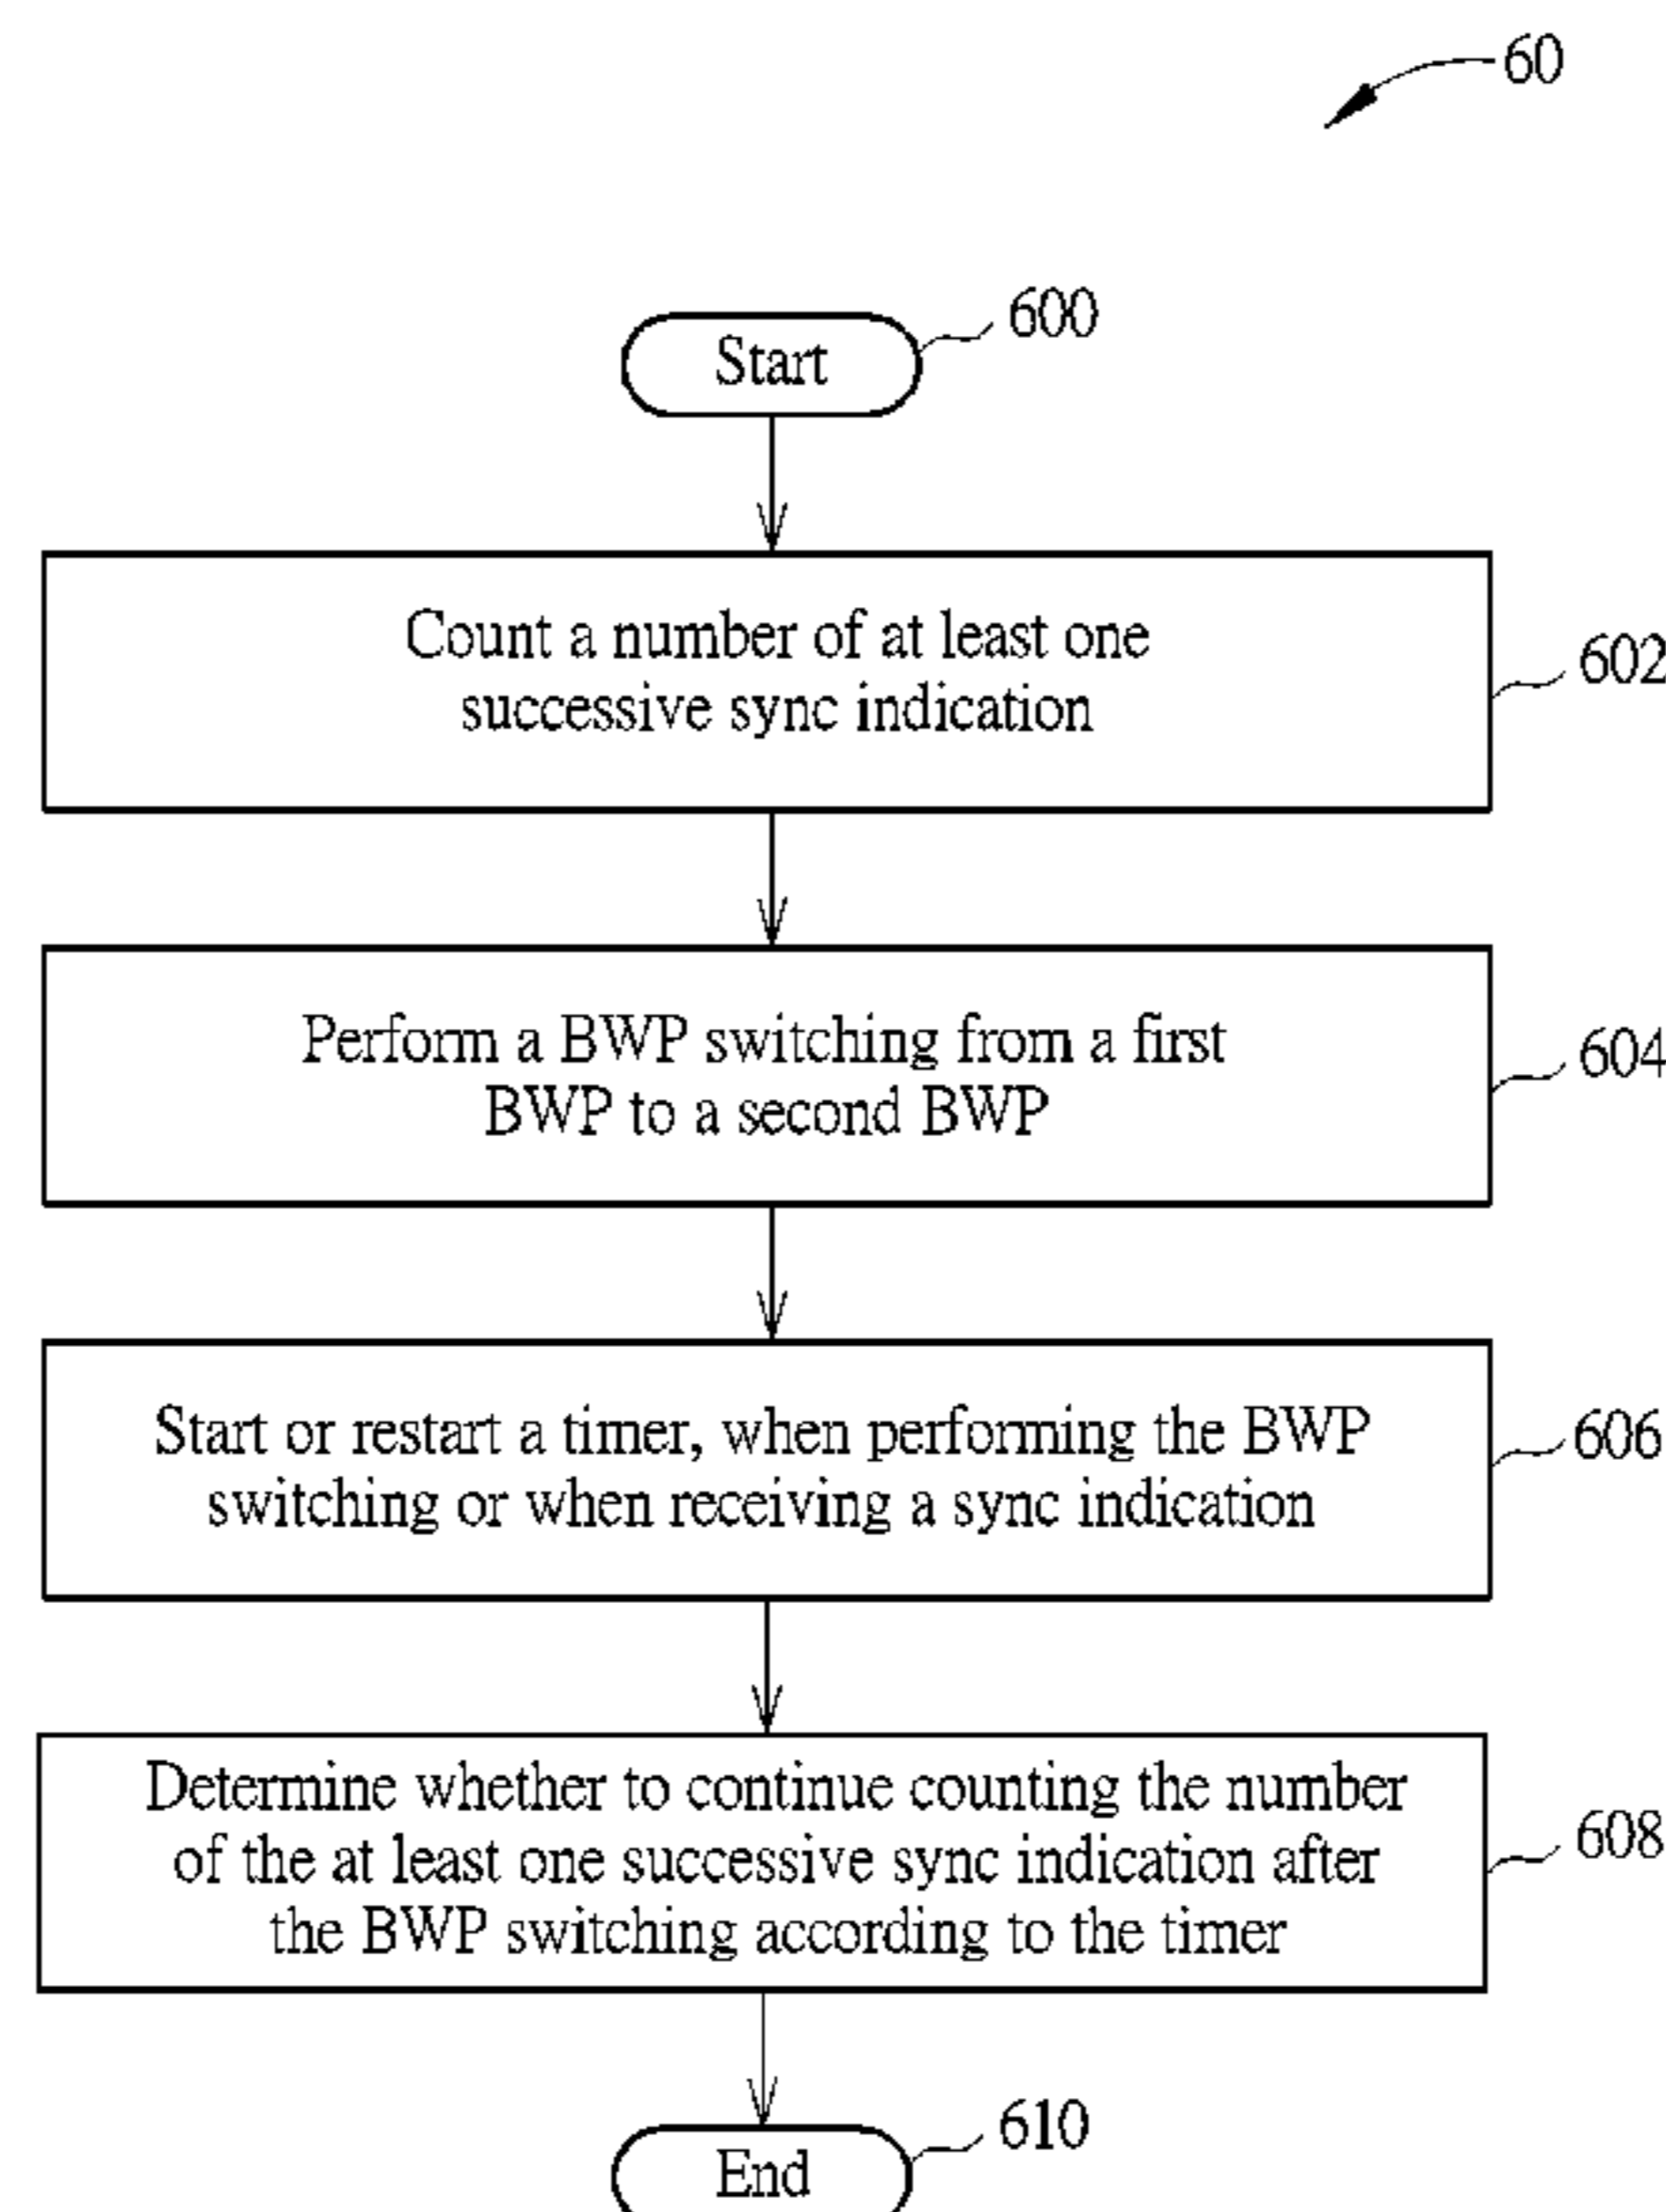 60
Start
600
Count a number of at least one
successive sync indication
602
Perform a BWP switching from a first
BWP to a second BWP
604
Start or restart a timer, when performing the BWP
switching or when receiving a sync indication
606
Determine whether to continue counting the number
of the at least one successive sync indication after
the BWP switching according to the timer
608
End
610